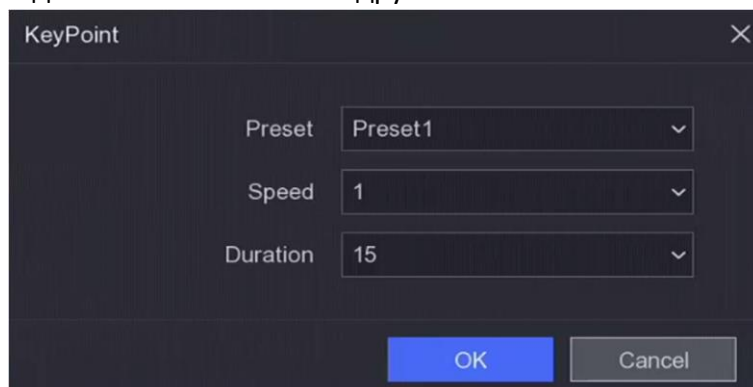 KeyPoint
Preset Preset1
Speed 1
Duration 15
OK Cancel